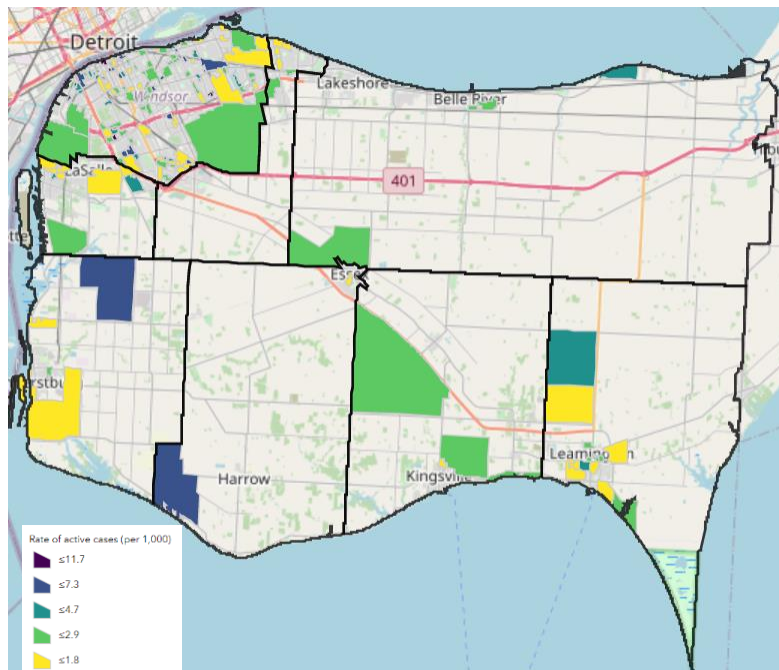 Detroit
Lakeshore
Windsor
Belle River
LaSalle
401
Essex
Harrow
Kingsville
Leamington
Rate of active cases (per 1,000)
≤11.7
≤7.3
≤4.7
≤2.9
≤1.8